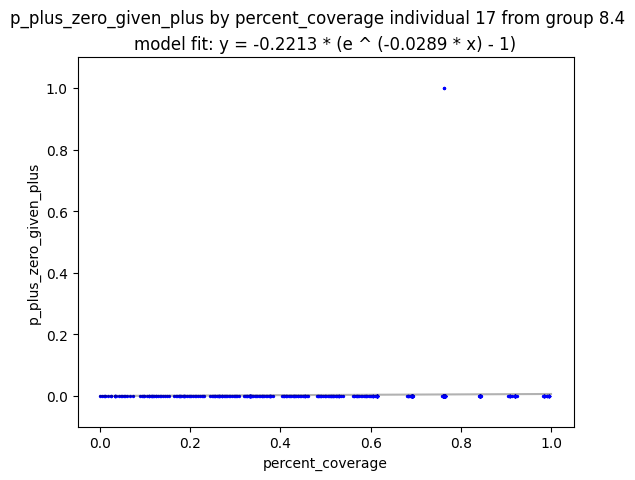 p_plus_zero_given_plus by percent_coverage individual 17 from group 8.4
model fit: y = -0.2213 * (e ^ (-0.0289 * x) - 1)
1.0
0.8
0.6
0.4
0.2
0.0
p_plus_zero_given_plus
0.0 0.2 0.4 0.6 0.8 1.0
percent_coverage